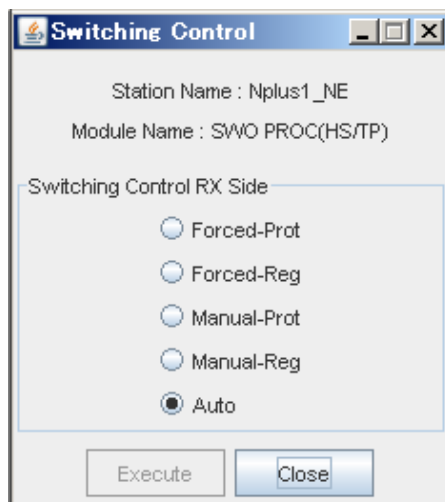 Switching Control
Station Name : Nplus1_NE
Module Name : SWO PROC(HS/TP)
Switching Control RX Side
Forced-Prot
Forced-Reg
Manual-Prot
Manual-Reg
Auto
Execute
Close